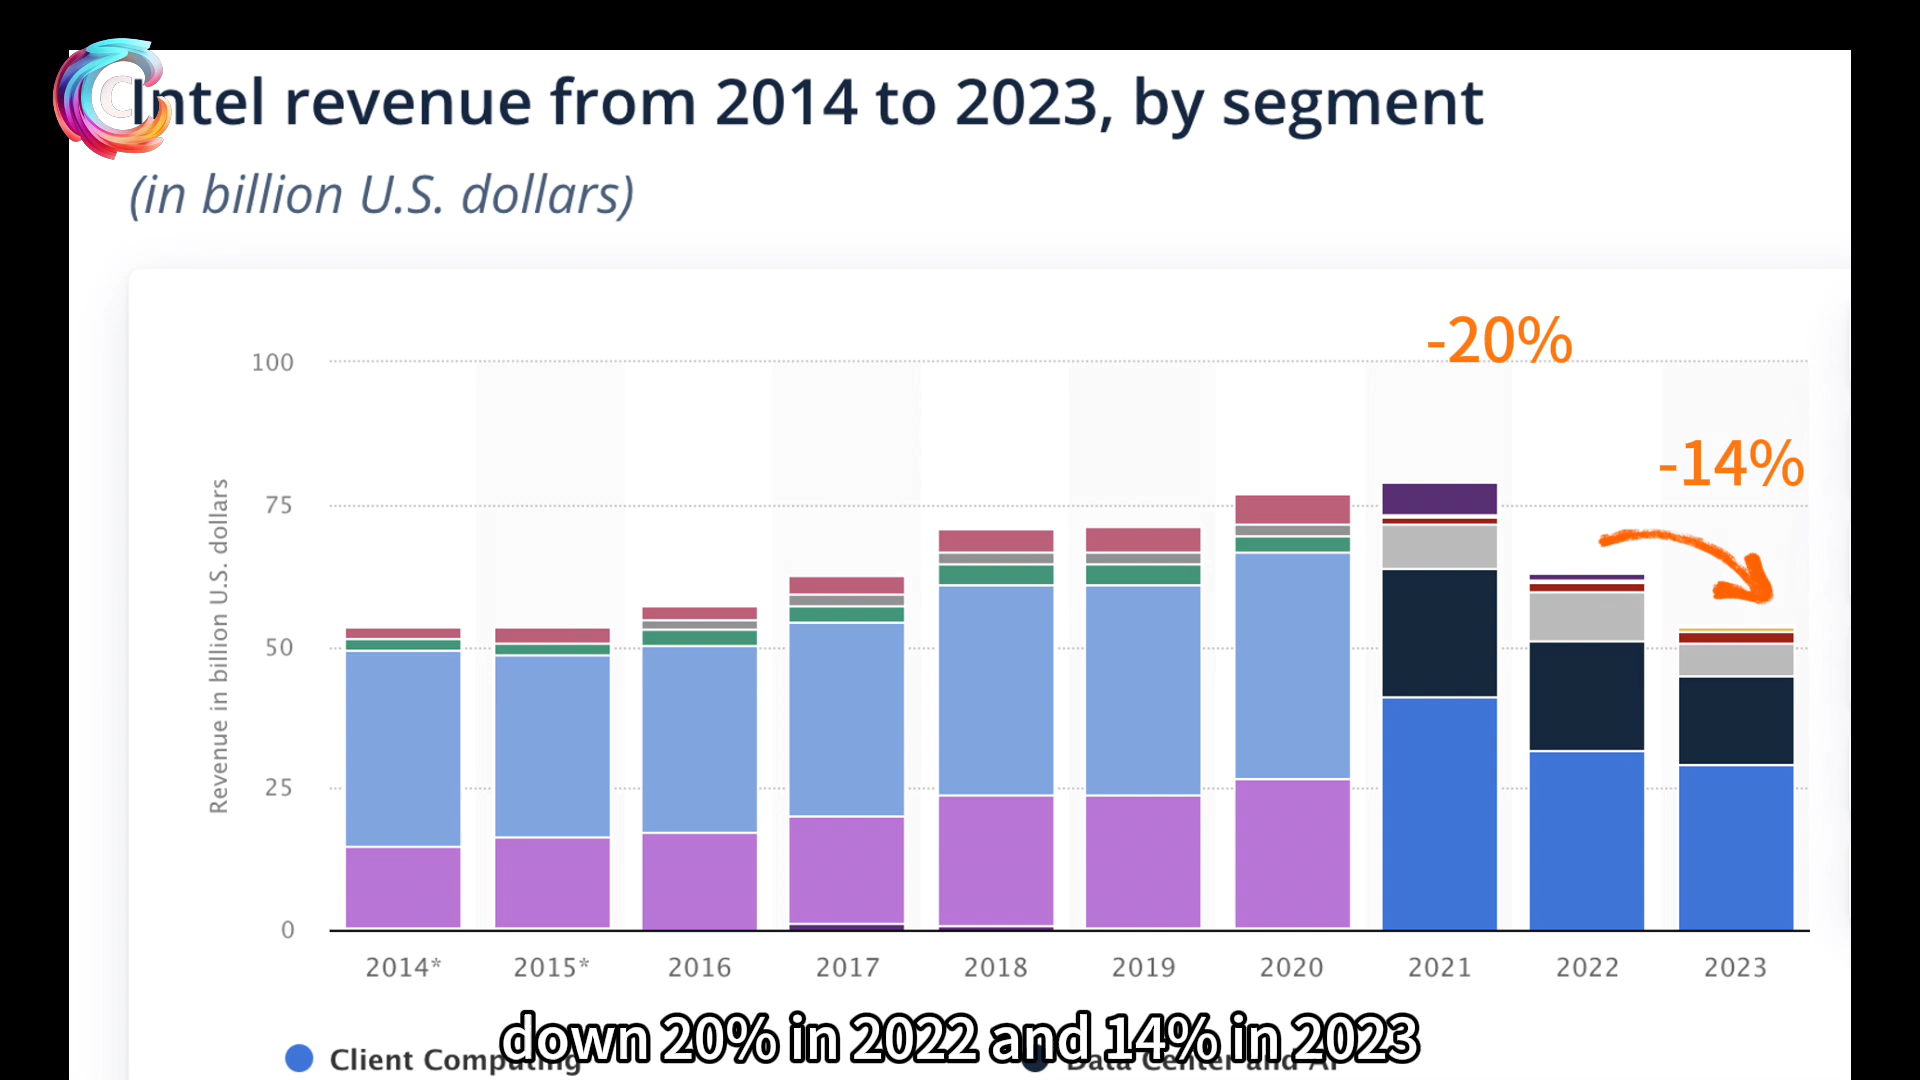 Intel revenue from 2014 to 2023, by segment
(in billion U.S. dollars)
-20%
-14%
Revenue in billion U.S. dollars
100
75
50
25
0
2014* 2015* 2016 2017 2018 2019 2020 2021 2022 2023
down 20% in 2022 and 14% in 2023
Client Computing
Data Center and AI